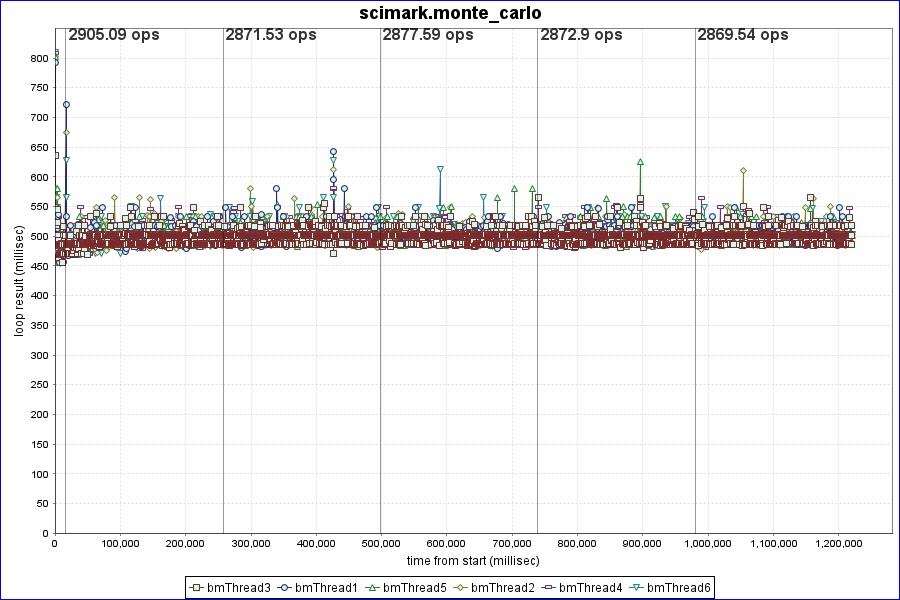 scimark.monte_carlo
2905.09 ops 2871.53 ops 2877.59 ops 2872.9 ops 2869.54 ops
800
750
700
650
600
550
500
450
400
350
300
250
200
150
100
50
0
loop result (millisec)
0 100,000 200,000 300,000 400,000 500,000 600,000 700,000 800,000 900,000 1,000,000 1,100,000 1,200,000
time from start (millisec)
bmThread3 bmThread1 bmThread5 bmThread2 bmThread4 bmThread6